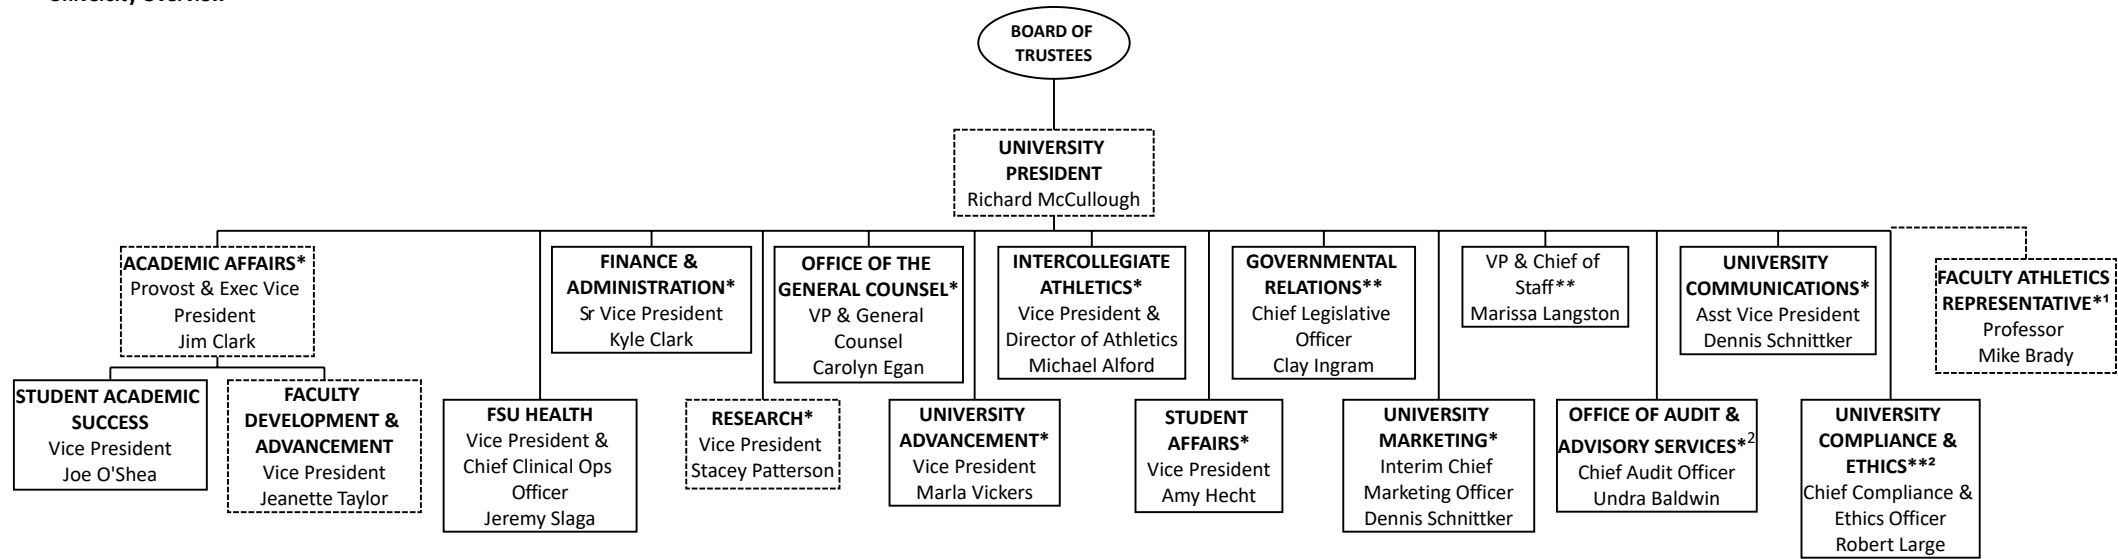 University Overview
BOARD OF
TRUSTEES
UNIVERSITY
PRESIDENT
Richard McCullough
ACADEMIC AFFAIRS*
Provost & Exec Vice
President
Jim Clark
FINANCE &
ADMINISTRATION*
Sr Vice President
Kyle Clark
OFFICE OF THE
GENERAL COUNSEL*
VP & General
Counsel
Carolyn Egan
INTERCOLLEGIATE
ATHLETICS*
Vice President &
Director of Athletics
Michael Alford
GOVERNMENTAL
RELATIONS**
Chief Legislative
Officer
Clay Ingram
VP & Chief of
Staff**
Marissa Langston
UNIVERSITY
COMMUNICATIONS*
Asst Vice President
Dennis Schnittker
FACULTY ATHLETICS
REPRESENTATIVE*¹
Professor
Mike Brady
STUDENT ACADEMIC
SUCCESS
Vice President
Joe O'Shea
FACULTY
DEVELOPMENT &
ADVANCEMENT
Vice President
Jeanette Taylor
FSU HEALTH
Vice President &
Chief Clinical Ops
Officer
Jeremy Slaga
RESEARCH*
Vice President
Stacey Patterson
UNIVERSITY
ADVANCEMENT*
Vice President
Marla Vickers
STUDENT
AFFAIRS*
Vice President
Amy Hecht
UNIVERSITY
MARKETING*
Interim Chief
Marketing Officer
Dennis Schnittker
OFFICE OF AUDIT &
ADVISORY SERVICES*²
Chief Audit Officer
Undra Baldwin
UNIVERSITY
COMPLIANCE &
ETHICS**²
Chief Compliance &
Ethics Officer
Robert Large